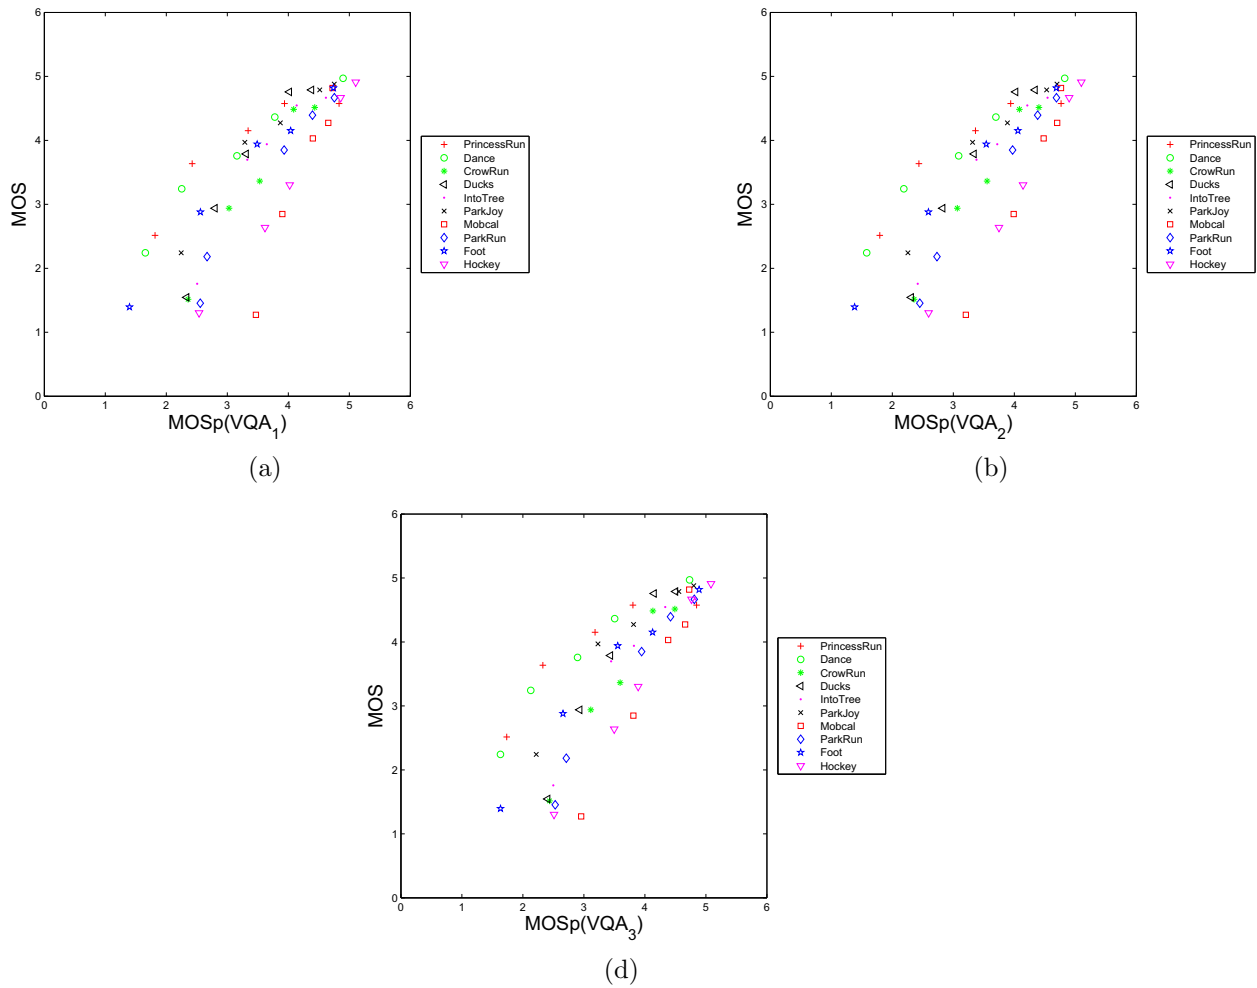 6
5
4
3
2
1
0
0 1 2 3 4 5 6
MOS
MOSp(VQA1)
PrincessRun
Dance
CrowRun
Ducks
IntoTree
ParkJoy
Mobcal
ParkRun
Foot
Hockey
(a)
6
5
4
3
2
1
0
0 1 2 3 4 5 6
MOS
MOSp(VQA2)
PrincessRun
Dance
CrowRun
Ducks
IntoTree
ParkJoy
Mobcal
ParkRun
Foot
Hockey
(b)
6
5
4
3
2
1
0
0 1 2 3 4 5 6
MOS
MOSp(VQA3)
PrincessRun
Dance
CrowRun
Ducks
IntoTree
ParkJoy
Mobcal
ParkRun
Foot
Hockey
(d)